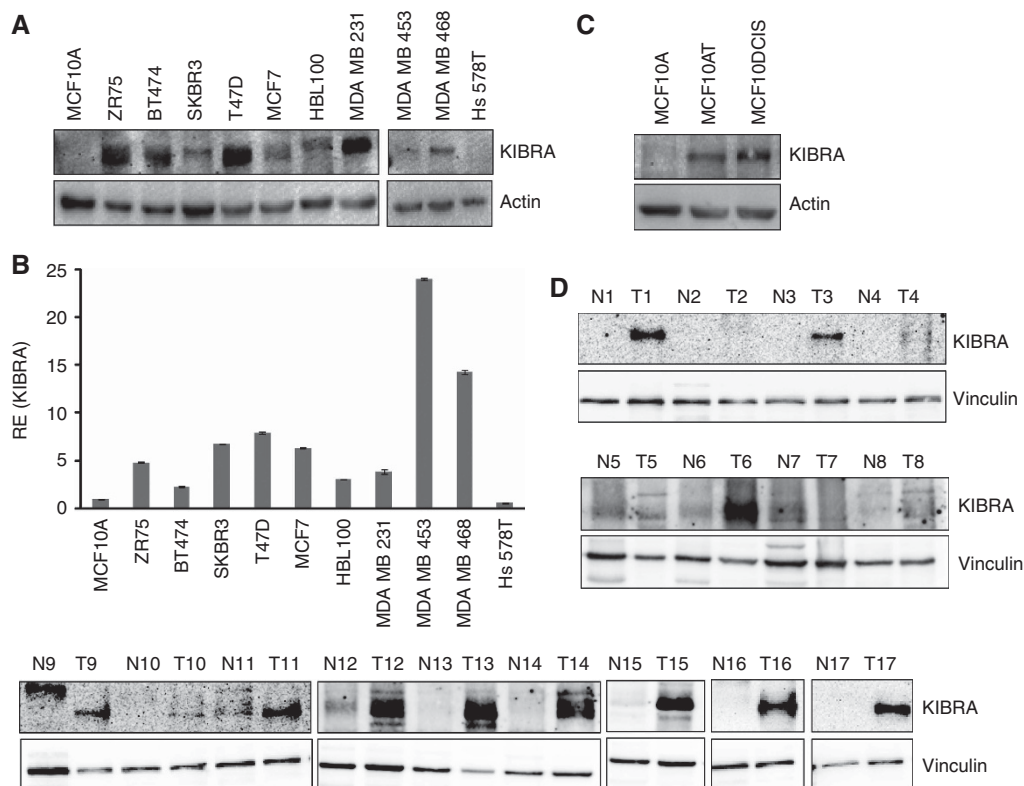 A
MCF10A ZR75 BT474 SKBR3 T47D MCF7 HBL100 MDA MB 231 MDA MB 453 MDA MB 468 Hs 578T
KIBRA
Actin
C
MCF10A MCF10AT MCF10DCIS
KIBRA
Actin
B
RE (KIBRA)
25
20
15
10
5
0
MCF10A ZR75 BT474 SKBR3 T47D MCF7 HBL100 MDA MB 231 MDA MB 453 MDA MB 468 Hs 578T
D
N1 T1 N2 T2 N3 T3 N4 T4
KIBRA
Vinculin
N5 T5 N6 T6 N7 T7 N8 T8
KIBRA
Vinculin
N9 T9 N10 T10 N11 T11 N12 T12 N13 T13 N14 T14 N15 T15 N16 T16 N17 T17
KIBRA
Vinculin